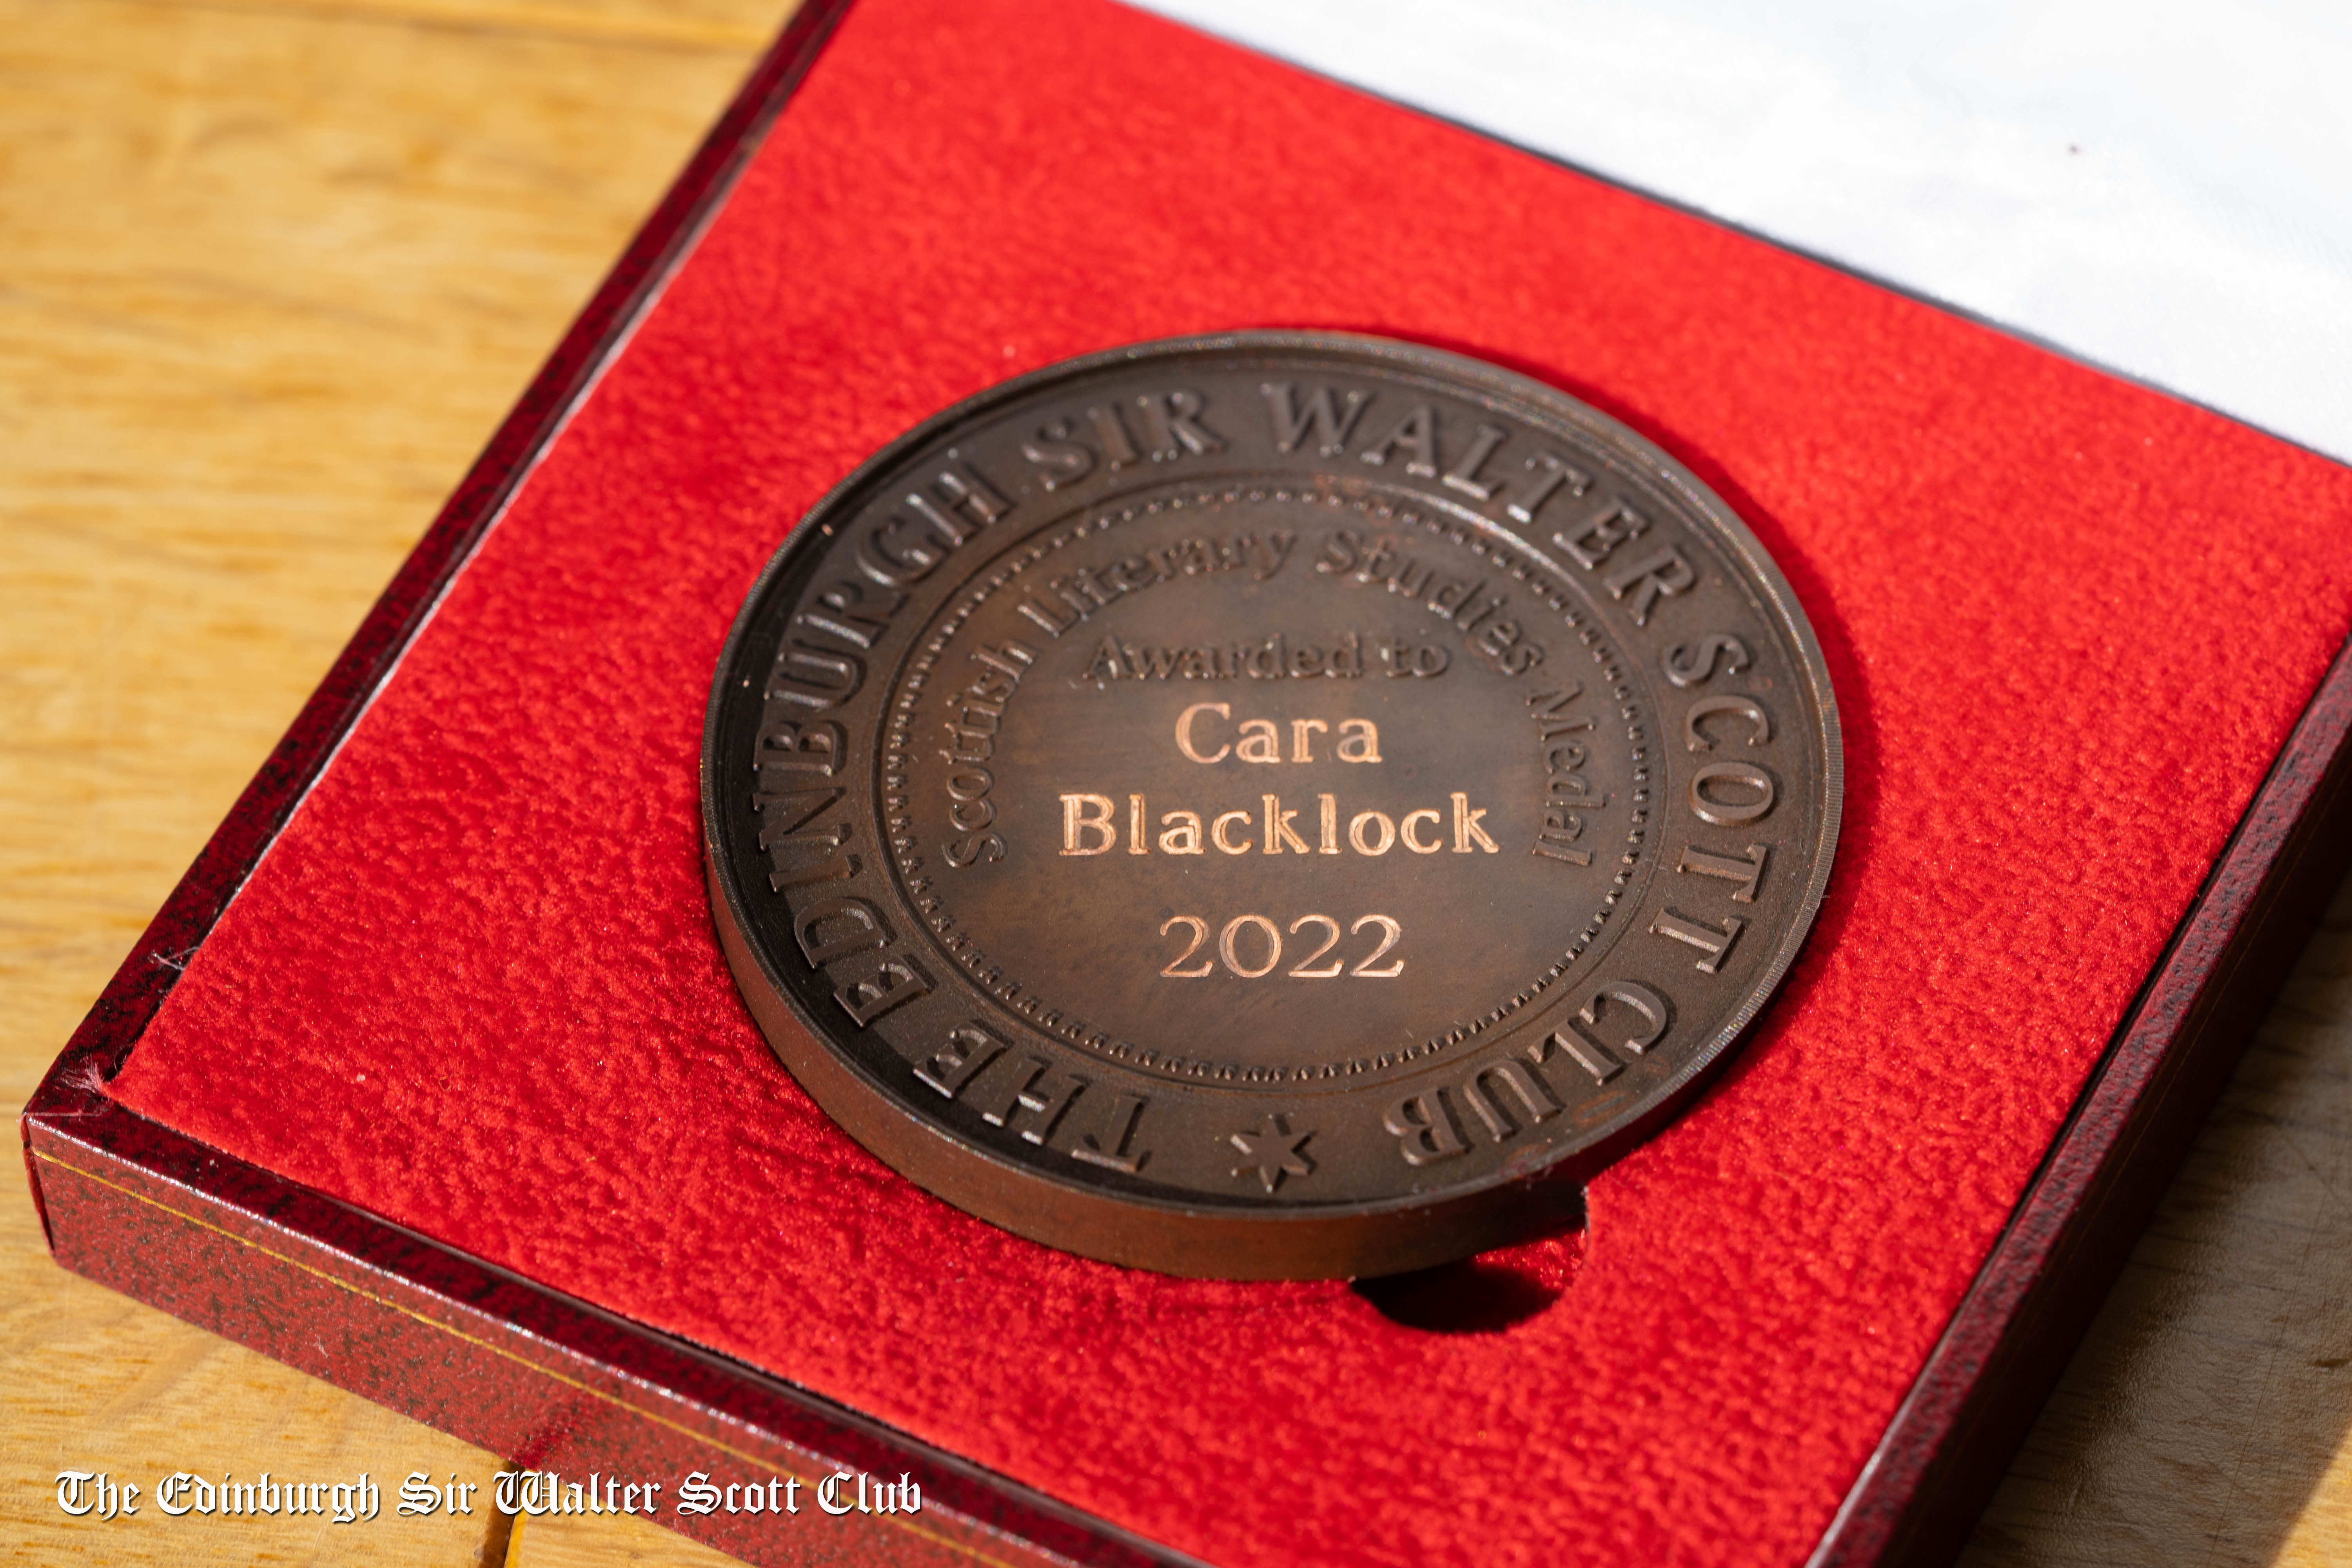 THE EDINBURGH SIR WALTER SCOTT CLUB
Scottish Literary Studies Medal
Awarded to
Cara
Blacklock
2022
The Edinburgh Sir Walter Scott Club